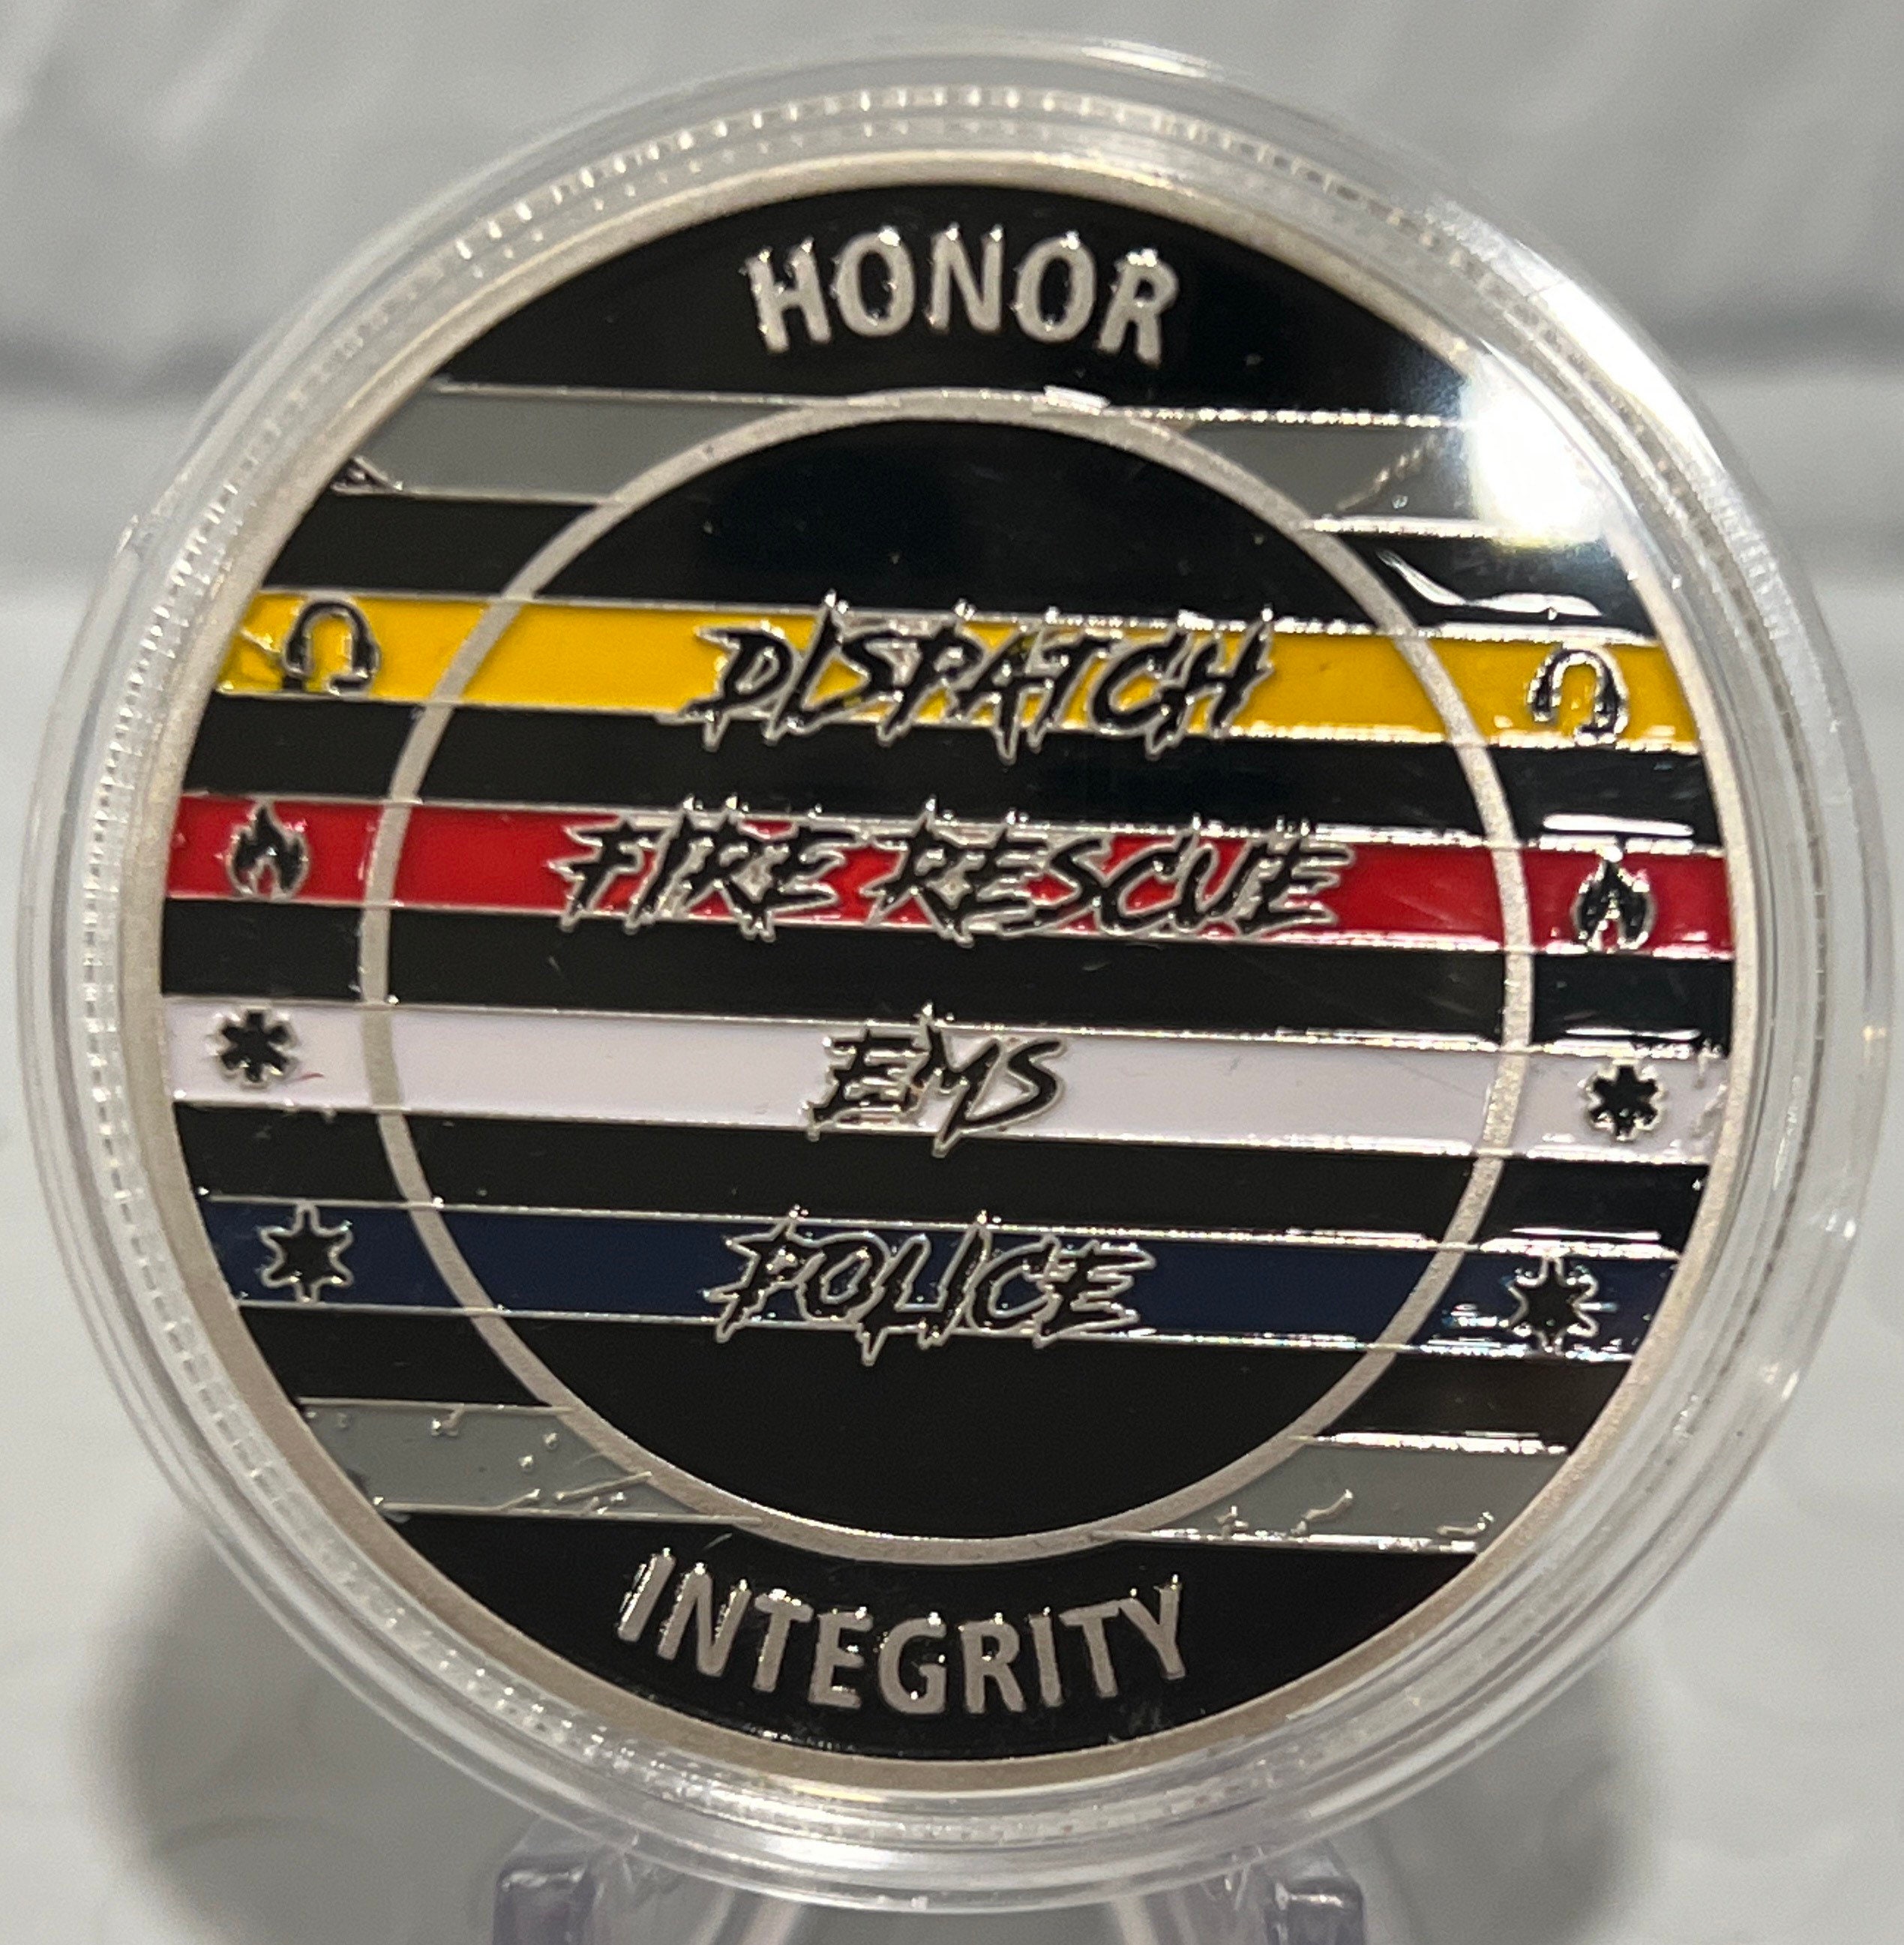 HONOR
DISPATCH
FIRE RESCUE
EMS
POLICE
INTEGRITY